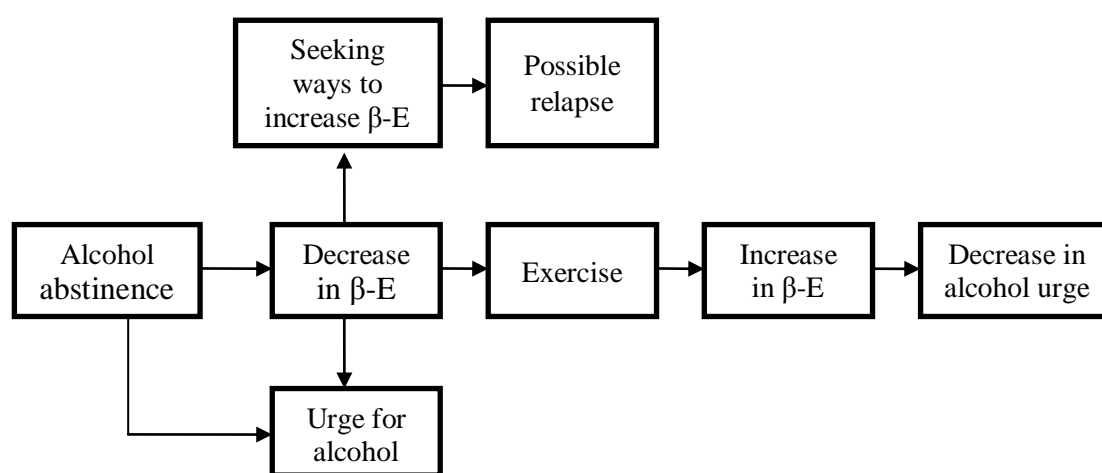 Seeking
ways to
increase β-E
Possible
relapse
Alcohol
abstinence
Decrease
in β-E
Exercise
Increase
in β-E
Decrease in
alcohol urge
Urge for
alcohol